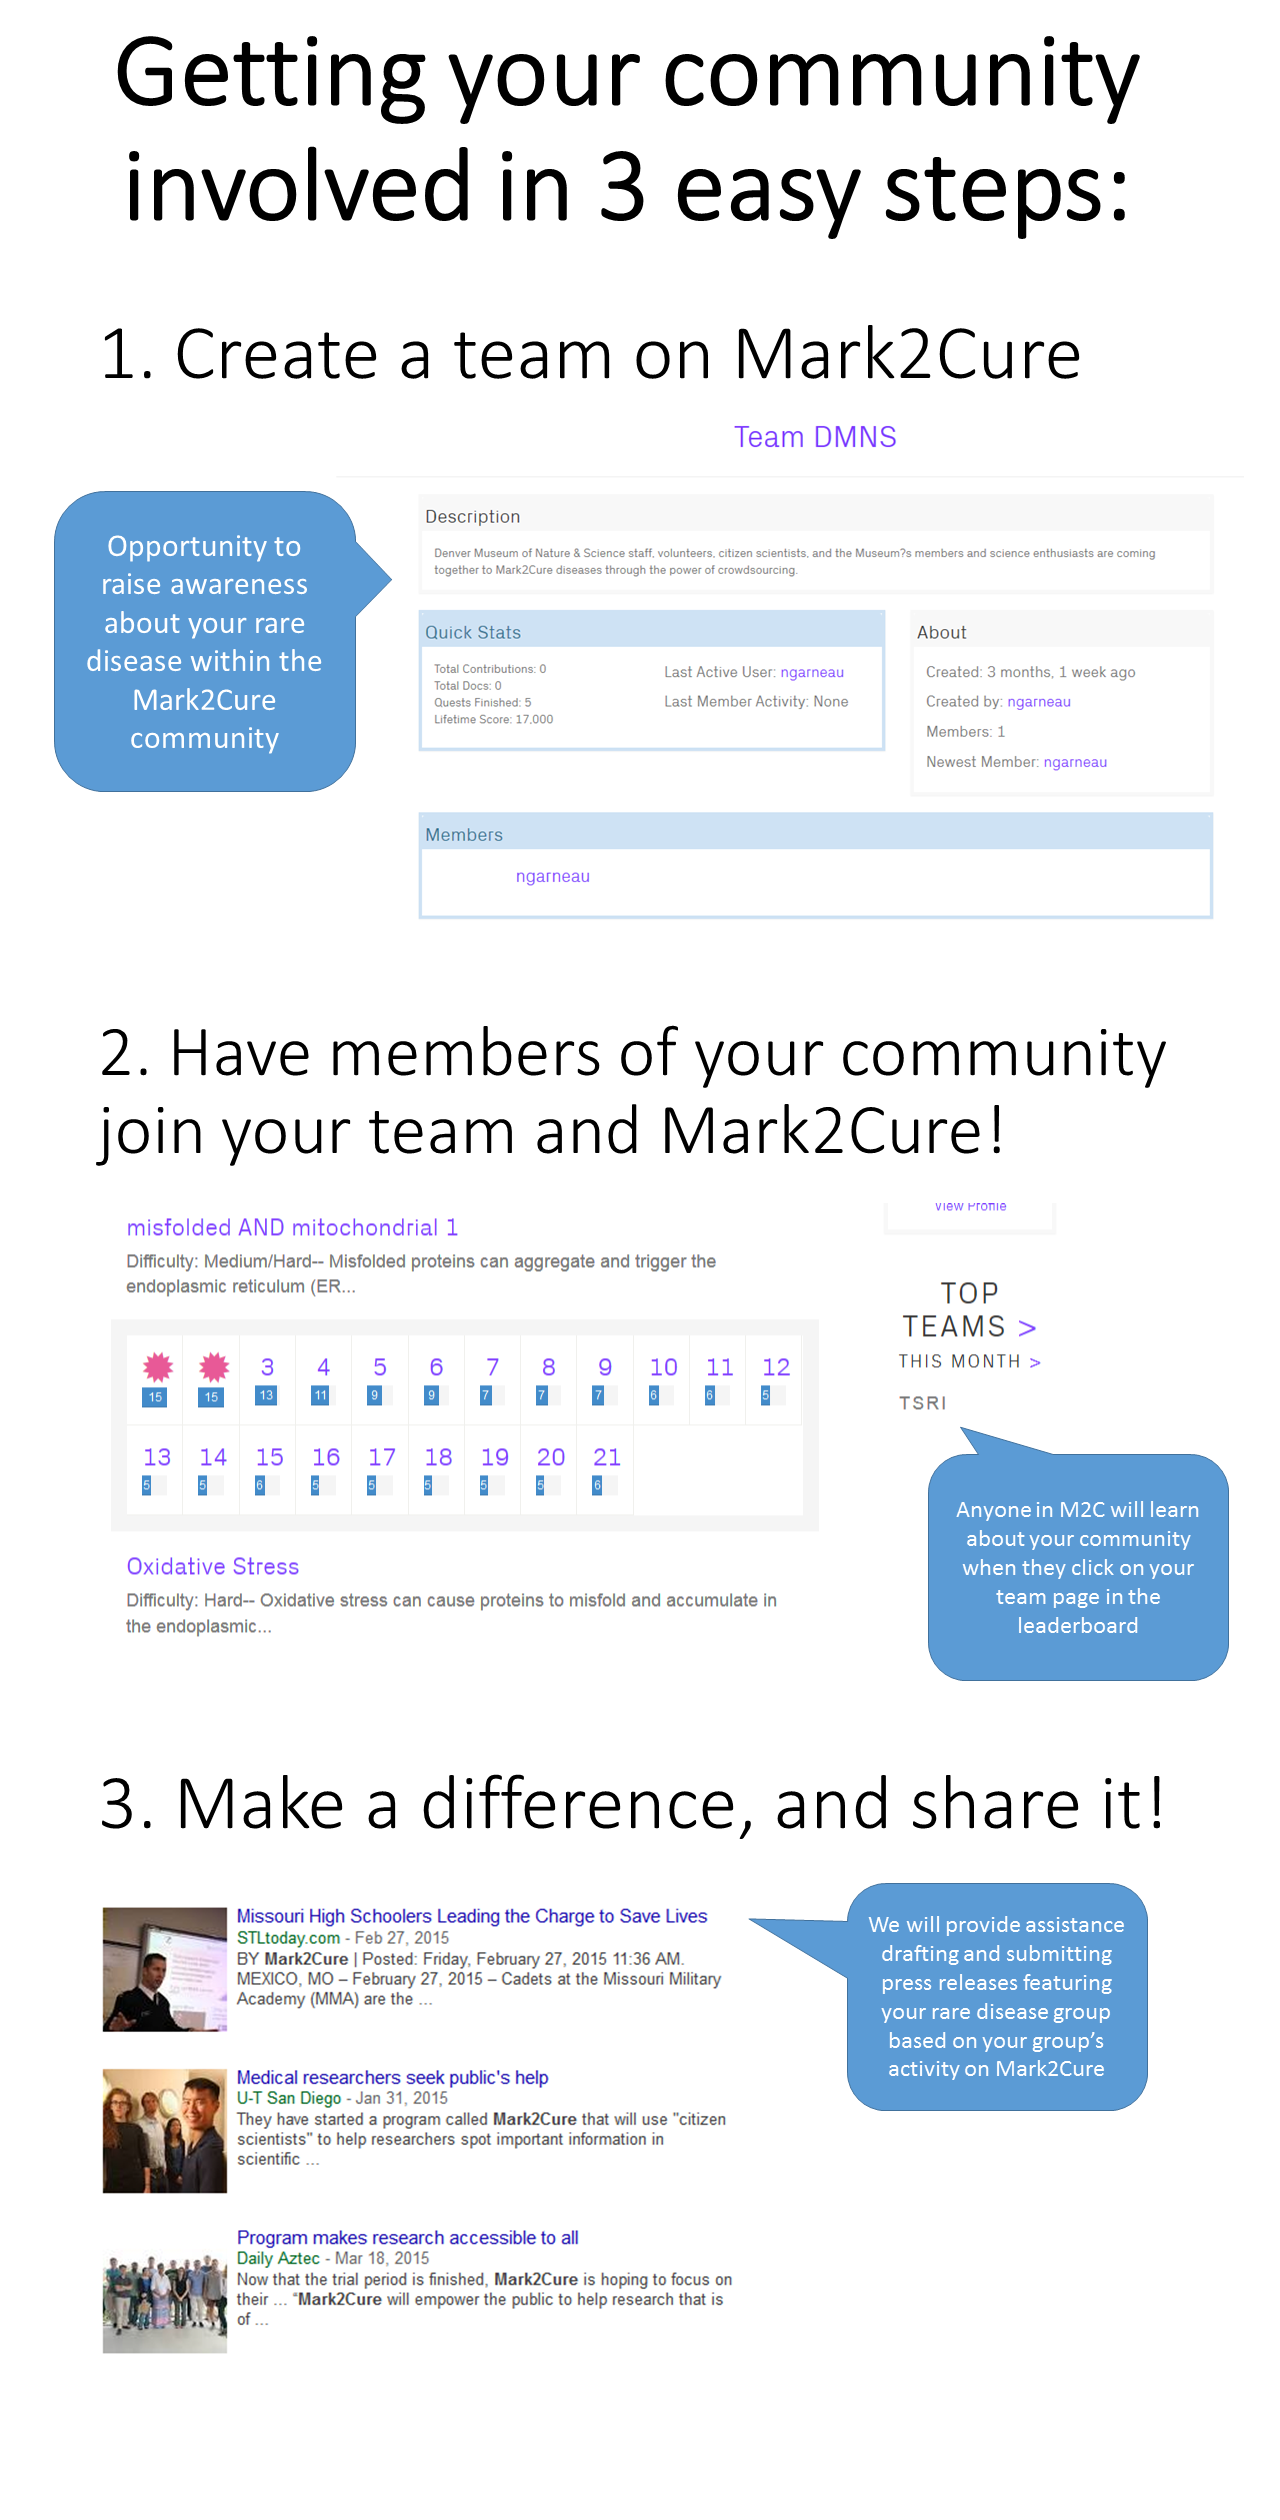 Getting your community
involved in 3 easy steps:
1. Create a team on Mark2Cure
Team DMNS
Opportunity to
raise awareness
about your rare
disease within the
Mark2Cure
community
Description
Denver Museum of Nature & Science staff, volunteers, citizen scientists, and the Museum?s members and science enthusiasts are coming
together to Mark2Cure diseases through the power of crowdsourcing.
Quick Stats
Total Contributions: 0
Total Docs: 0
Quests Finished: 5
Lifetime Score: 17,000
Last Active User: ngarneau
Last Member Activity: None
About
Created: 3 months, 1 week ago
Created by: ngarneau
Members: 1
Newest Member: ngarneau
Members
ngarneau
2. Have members of your community
join your team and Mark2Cure!
misfolded AND mitochondrial 1
Difficulty: Medium/Hard-- Misfolded proteins can aggregate and trigger the
endoplasmic reticulum (ER...
3 4 5 6 7 8 9 10 11 12
15 15 13 11 9 9 7 7 7 6 6 5
13 14 15 16 17 18 19 20 21
5 5 6 5 5 5 5 5 6
Oxidative Stress
Difficulty: Hard-- Oxidative stress can cause proteins to misfold and accumulate in
the endoplasmic...
View Profile
TOP
TEAMS >
THIS MONTH >
TSRI
Anyone in M2C will learn
about your community
when they click on your
team page in the
leaderboard
3. Make a difference, and share it!
Missouri High Schoolers Leading the Charge to Save Lives
STLtoday.com - Feb 27, 2015
BY Mark2Cure | Posted: Friday, February 27, 2015 11:36 AM.
MEXICO, MO – February 27, 2015 – Cadets at the Missouri Military
Academy (MMA) are the ...
We will provide assistance
drafting and submitting
press releases featuring
your rare disease group
based on your group’s
activity on Mark2Cure
Medical researchers seek public's help
U-T San Diego - Jan 31, 2015
They have started a program called Mark2Cure that will use "citizen
scientists" to help researchers spot important information in
scientific ...
Program makes research accessible to all
Daily Aztec - Mar 18, 2015
Now that the trial period is finished, Mark2Cure is hoping to focus on
their ... “Mark2Cure will empower the public to help research that is
of ...